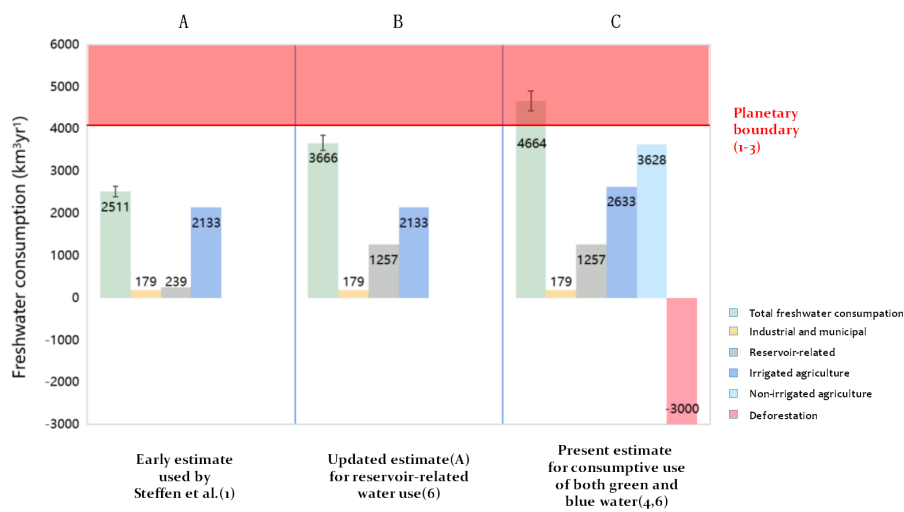 A
B
C
6000
5000
4000
3000
2000
1000
0
-1000
-2000
-3000
Freshwater consumption (km³yr¹)
2511
179
239
2133
3666
179
1257
2133
4664
179
1257
2633
3628
-3000
Planetary
boundary
(1-3)
Total freshwater consumpation
Industrial and municipal
Reservoir-related
Irrigated agriculture
Non-irrigated agriculture
Deforestation
Early estimate
used by
Steffen et al.(1)
Updated estimate(A)
for reservoir-related
water use(6)
Present estimate
for consumptive use
of both green and
blue water(4,6)